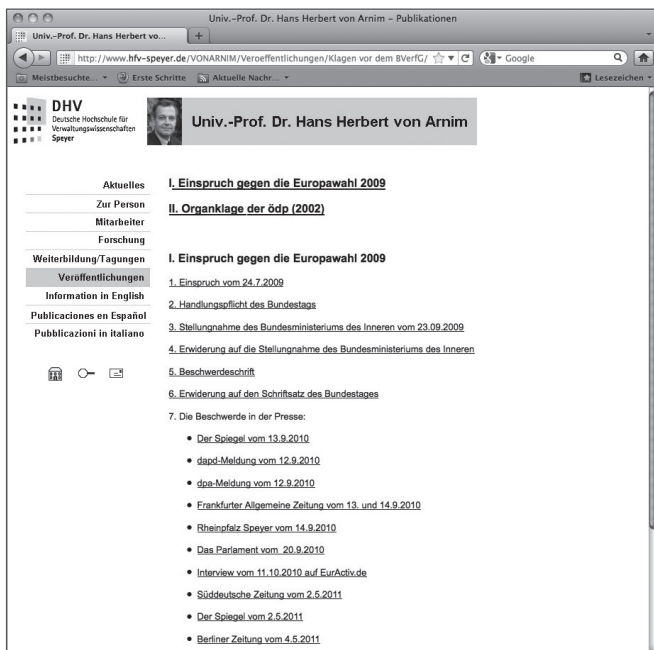 Univ.-Prof. Dr. Hans Herbert von Arnim – Publikationen
Univ.-Prof. Dr. Hans Herbert vo...
http://www.hfv-speyer.de/VONARNIM/Veroeffentlichungen/Klagen vor dem BVerfG/
Google
Meistbesuchte... Erste Schritte Aktuelle Nachr... Lesezeichen
DHV
Deutsche Hochschule für
Verwaltungswissenschaften
Speyer
Univ.-Prof. Dr. Hans Herbert von Arnim
Aktuelles
Zur Person
Mitarbeiter
Forschung
Weiterbildung/Tagungen
Veröffentlichungen
Information in English
Publicaciones en Español
Pubblicazioni in italiano
I. Einspruch gegen die Europawahl 2009
II. Organklage der ödp (2002)
I. Einspruch gegen die Europawahl 2009
1. Einspruch vom 24.7.2009
2. Handlungspflicht des Bundestags
3. Stellungnahme des Bundesministeriums des Inneren vom 23.09.2009
4. Erwiderung auf die Stellungnahme des Bundesministeriums des Inneren
5. Beschwerdeschrift
6. Erwiderung auf den Schriftsatz des Bundestages
7. Die Beschwerde in der Presse:
• Der Spiegel vom 13.9.2010
• dapd-Meldung vom 12.9.2010
• dpa-Meldung vom 12.9.2010
• Frankfurter Allgemeine Zeitung vom 13. und 14.9.2010
• Rheinpfalz Speyer vom 14.9.2010
• Das Parlament vom 20.9.2010
• Interview vom 11.10.2010 auf EurActiv.de
• Süddeutsche Zeitung vom 2.5.2011
• Der Spiegel vom 2.5.2011
• Berliner Zeitung vom 4.5.2011